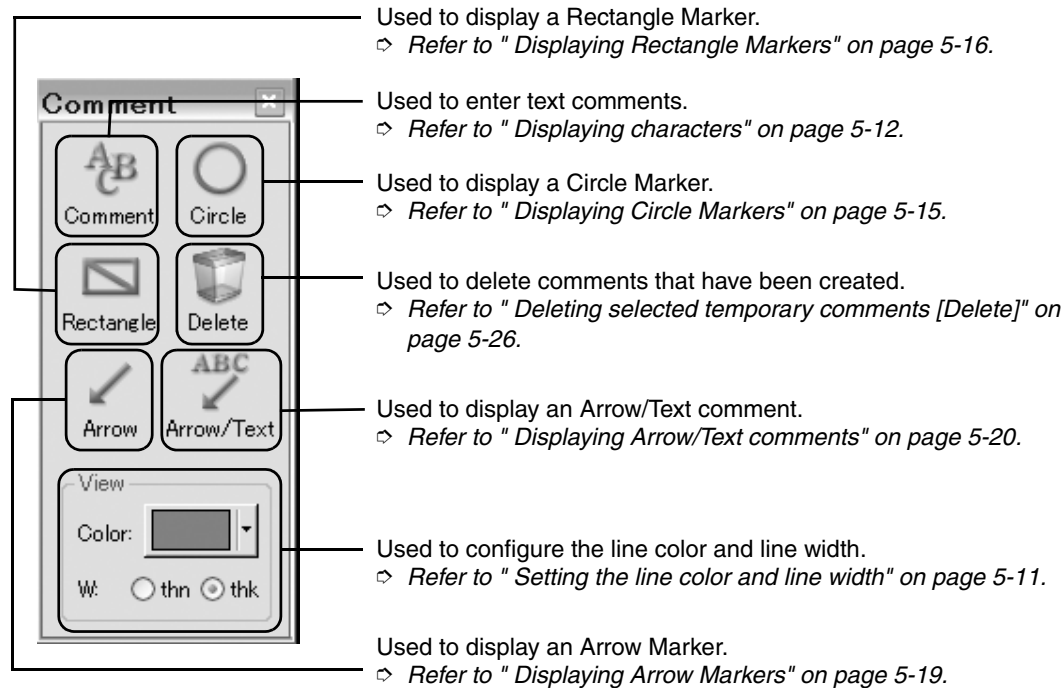 Used to display a Rectangle Marker.
➩ Refer to " Displaying Rectangle Markers" on page 5-16.
Comment
Used to enter text comments.
➩ Refer to " Displaying characters" on page 5-12.
ABC
Comment
Circle
Used to display a Circle Marker.
➩ Refer to " Displaying Circle Markers" on page 5-15.
Rectangle
Delete
Used to delete comments that have been created.
➩ Refer to " Deleting selected temporary comments [Delete]" on
page 5-26.
ABC
Arrow
Arrow/Text
Used to display an Arrow/Text comment.
➩ Refer to " Displaying Arrow/Text comments" on page 5-20.
View
Color:
W: thn thk
Used to configure the line color and line width.
➩ Refer to " Setting the line color and line width" on page 5-11.
Used to display an Arrow Marker.
➩ Refer to " Displaying Arrow Markers" on page 5-19.